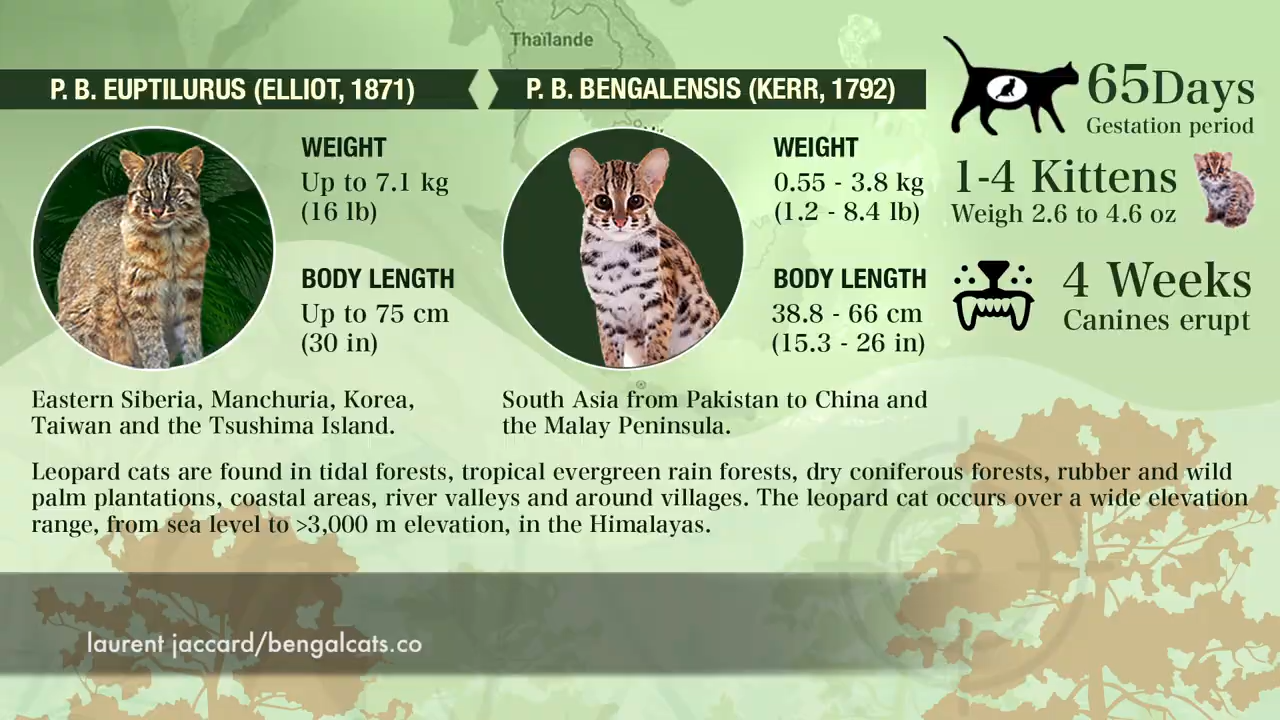 Thaïlande
P. B. EUPTILURUS (ELLIOT, 1871)
WEIGHT
Up to 7.1 kg
(16 lb)
BODY LENGTH
Up to 75 cm
(30 in)
Eastern Siberia, Manchuria, Korea,
Taiwan and the Tsushima Island.
P. B. BENGALENSIS (KERR, 1792)
WEIGHT
0.55 - 3.8 kg
(1.2 - 8.4 lb)
BODY LENGTH
38.8 - 66 cm
(15.3 - 26 in)
South Asia from Pakistan to China and
the Malay Peninsula.
65Days
Gestation period
1-4 Kittens
Weigh 2.6 to 4.6 oz
4 Weeks
Canines erupt
Leopard cats are found in tidal forests, tropical evergreen rain forests, dry coniferous forests, rubber and wild
palm plantations, coastal areas, river valleys and around villages. The leopard cat occurs over a wide elevation
range, from sea level to >3,000 m elevation, in the Himalayas.
laurent jaccard/bengalcats.co